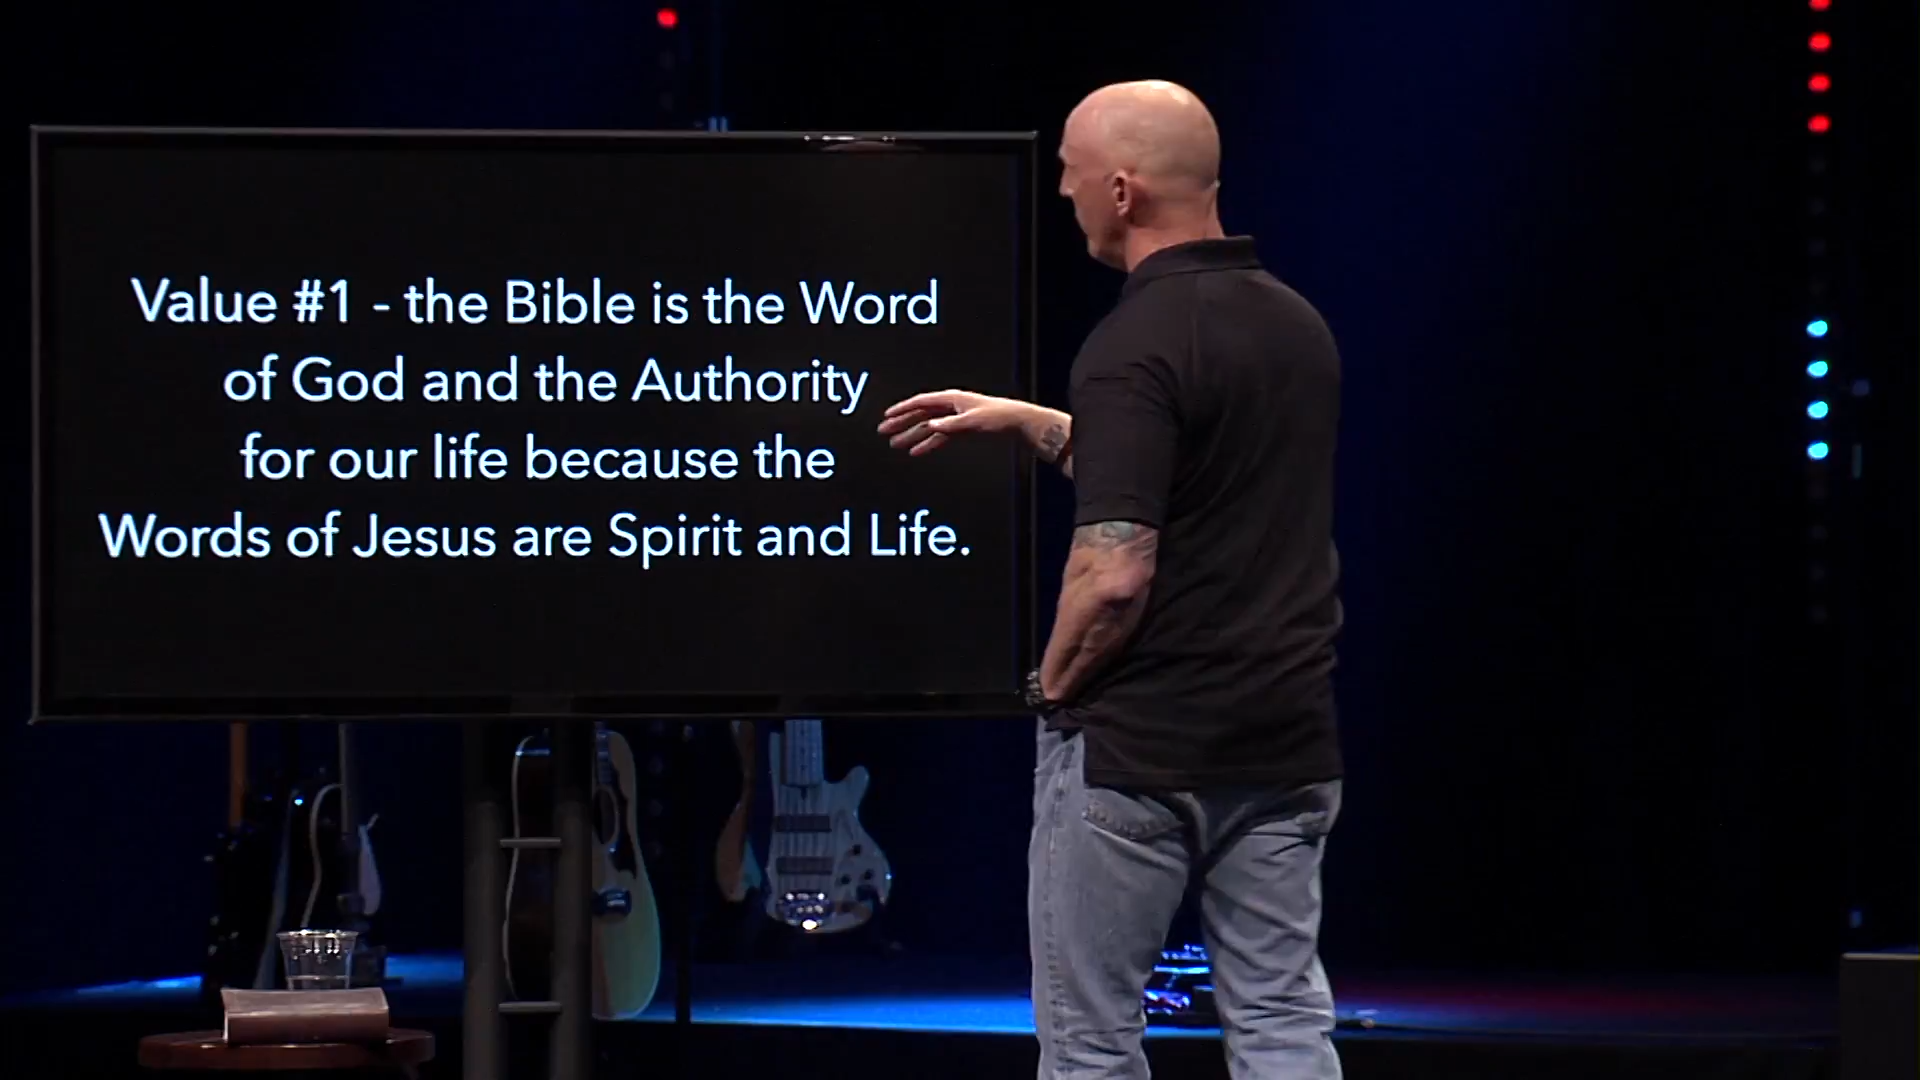 Value #1 - the Bible is the Word
of God and the Authority
for our life because the
Words of Jesus are Spirit and Life.